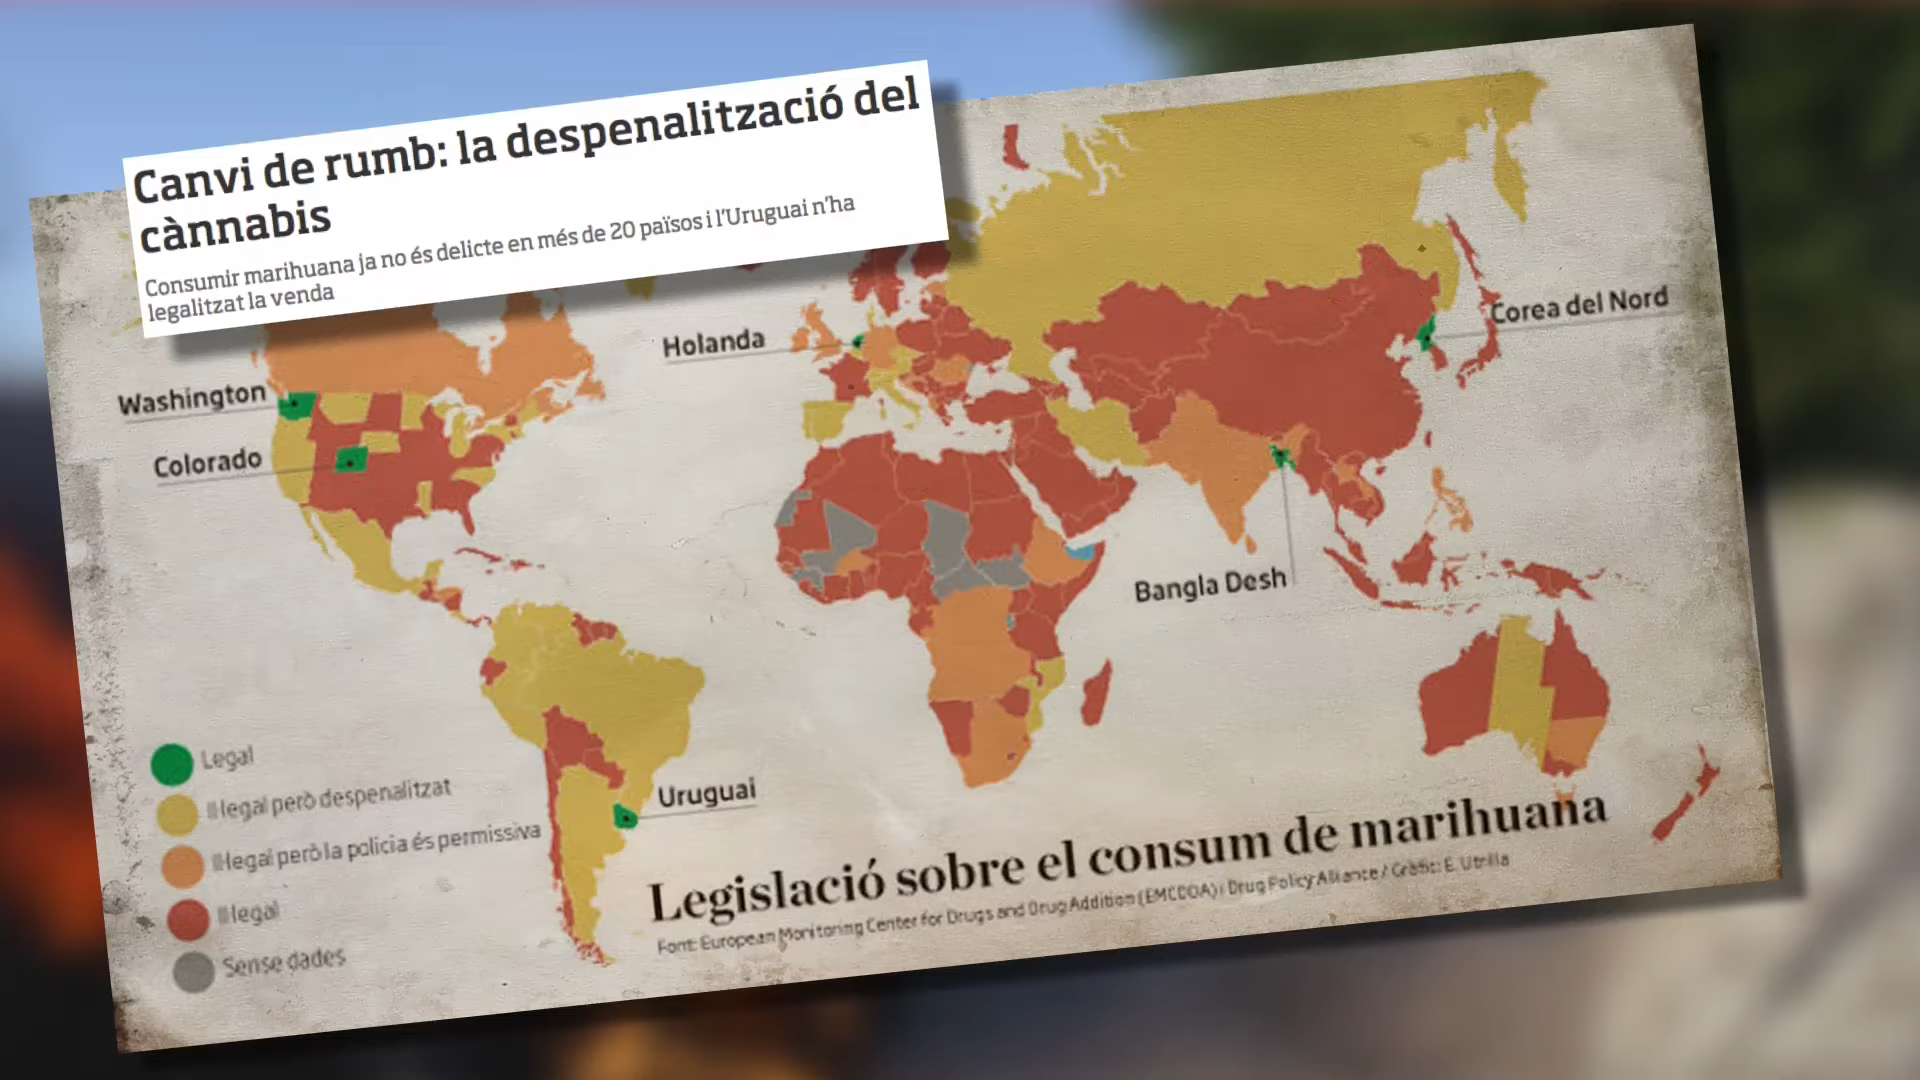 Canvi de rumb: la despenalització del
cànnabis
Consumir marihuana ja no és delicte en més de 20 països i l'Uruguai n'ha
legalitzat la venda
Holanda
Corea del Nord
Washington
Colorado
Bangla Desh
Uruguai
Legal
Il·legal però despenalitzat
Il·legal però la policia és permissiva
Il·legal
Sense dades
Legislació sobre el consum de marihuana
Font: European Monitoring Center for Drugs and Drug Addition (EMCDDA) i Drug Policy Alliance / Gràfic: E. Utrilla